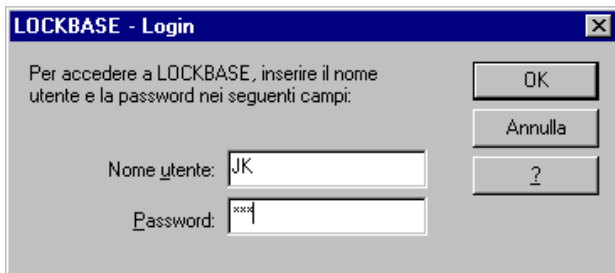 LOCKBASE - Login
Per accedere a LOCKBASE, inserire il nome
utente e la password nei seguenti campi:
OK
Annulla
Nome utente: JK
?
Password: ***